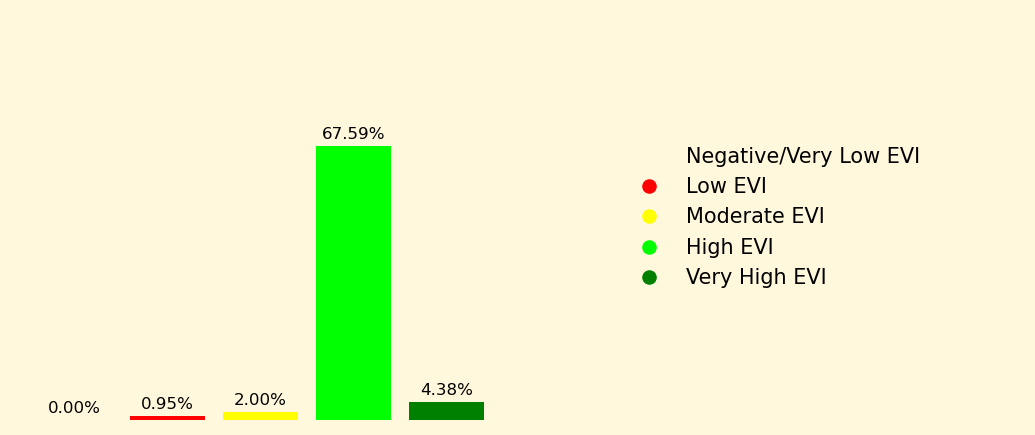 67.59%
0.00%
0.95%
2.00%
4.38%
Negative/Very Low EVI
Low EVI
Moderate EVI
High EVI
Very High EVI